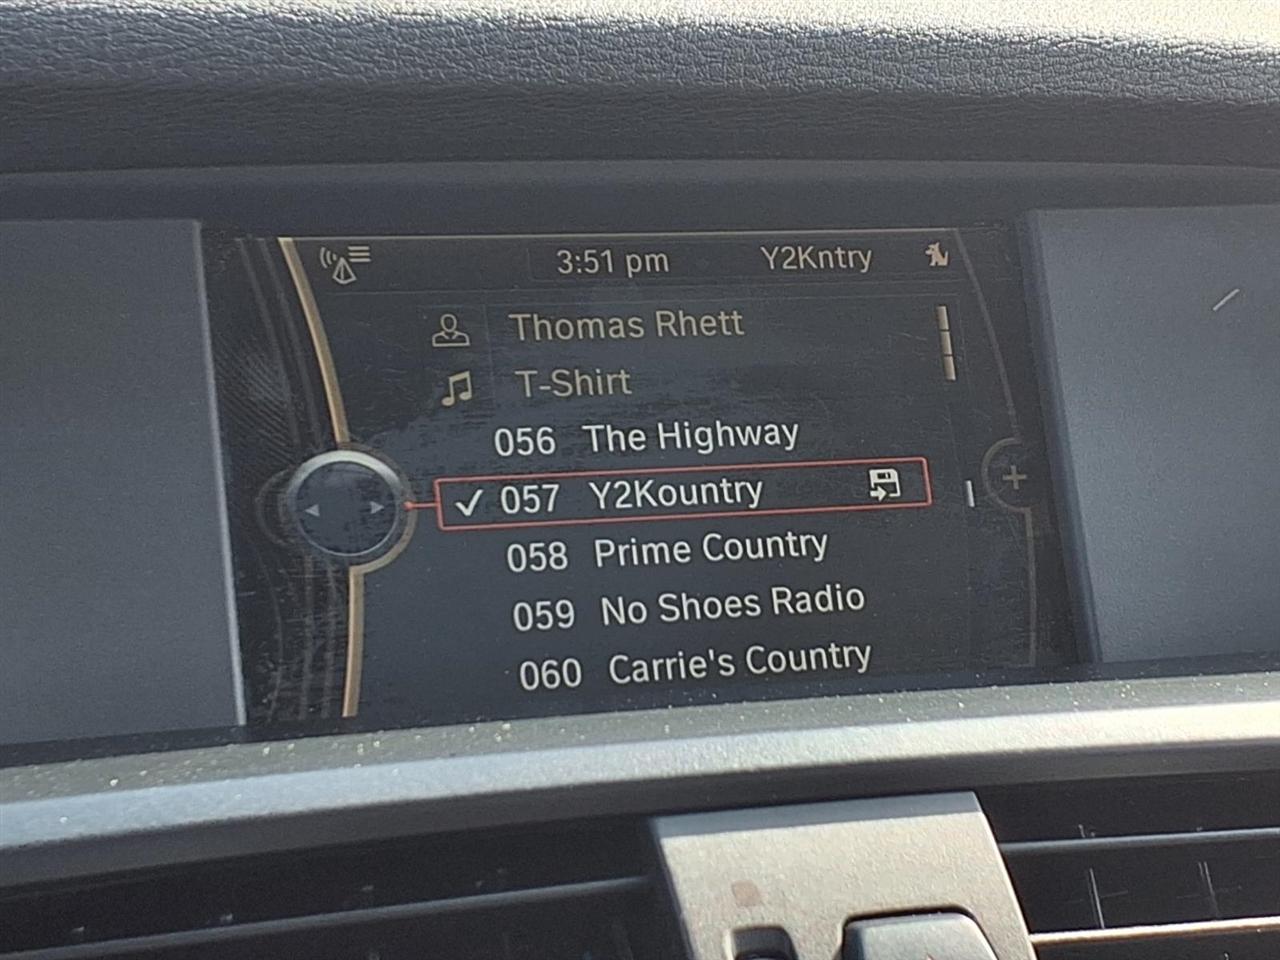 3:51 pm Y2Kntry
Thomas Rhett
T-Shirt
056 The Highway
057 Y2Kountry
058 Prime Country
059 No Shoes Radio
060 Carrie's Country